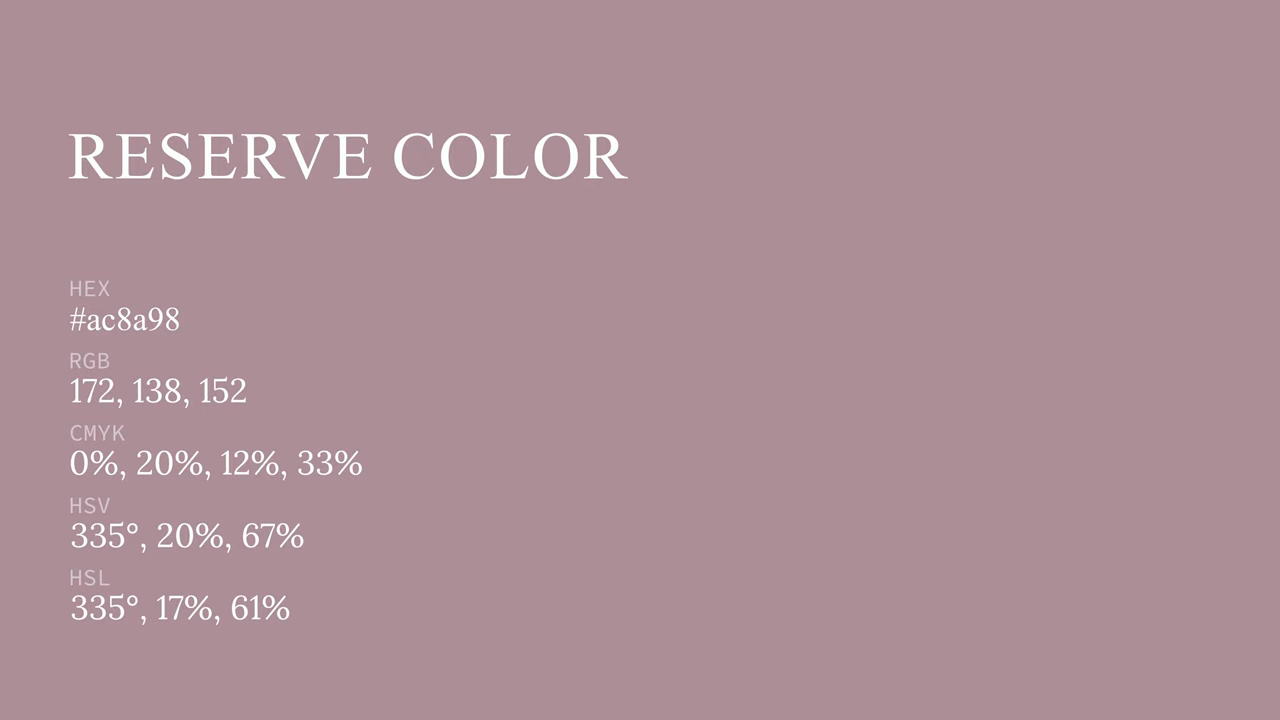 RESERVE COLOR
HEX
#ac8a98
RGB
172, 138, 152
CMYK
0%, 20%, 12%, 33%
HSV
335°, 20%, 67%
HSL
335°, 17%, 61%